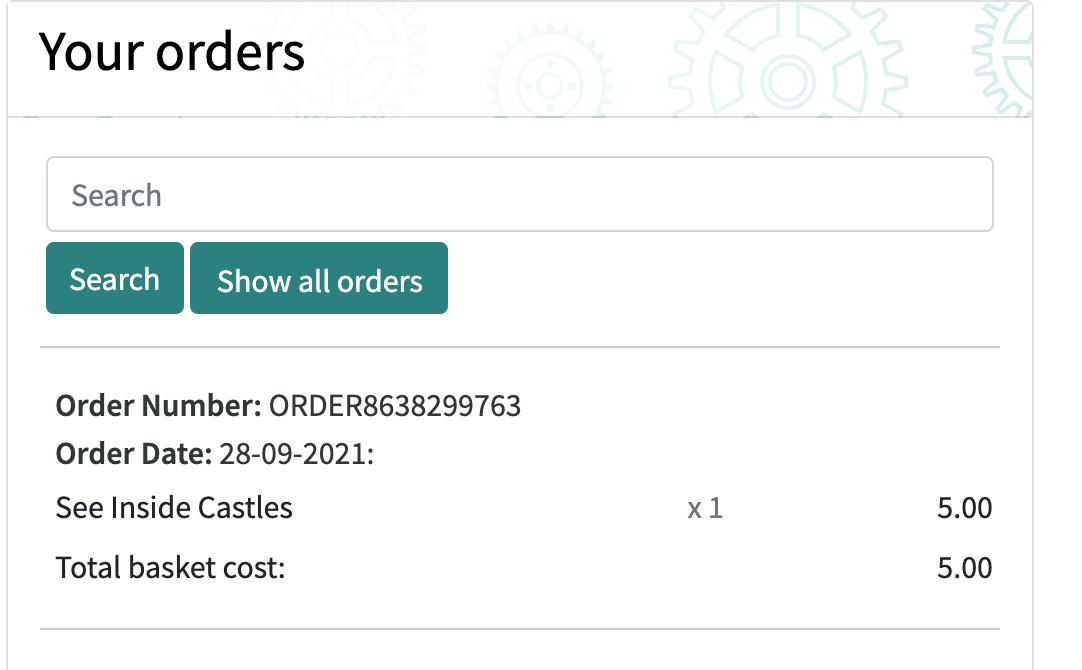 Your orders
Search
Search Show all orders
Order Number: ORDER8638299763
Order Date: 28-09-2021:
See Inside Castles x 1 5.00
Total basket cost: 5.00